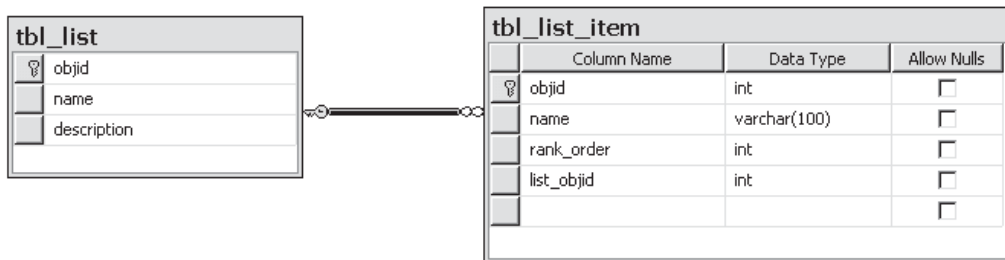 tbl_list
objid
name
description
tbl_list_item
Column Name Data Type Allow Nulls
objid int
name varchar(100)
rank_order int
list_objid int